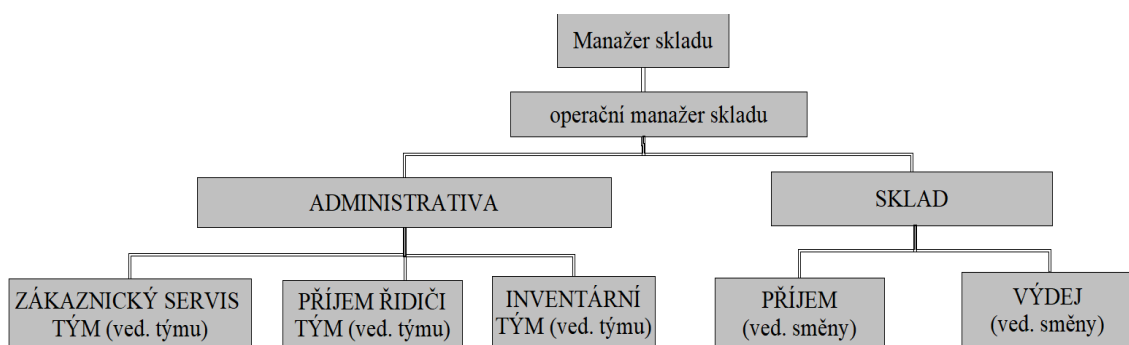 Manažer skladu
operační manažer skladu
ADMINISTRATIVA
SKLAD
ZÁKAZNICKÝ SERVIS
TÝM (ved. týmu)
PŘÍJEM ŘIDIČI
TÝM (ved. týmu)
INVENTÁRNÍ
TÝM (ved. týmu)
PŘÍJEM
(ved. směny)
VÝDEJ
(ved. směny)